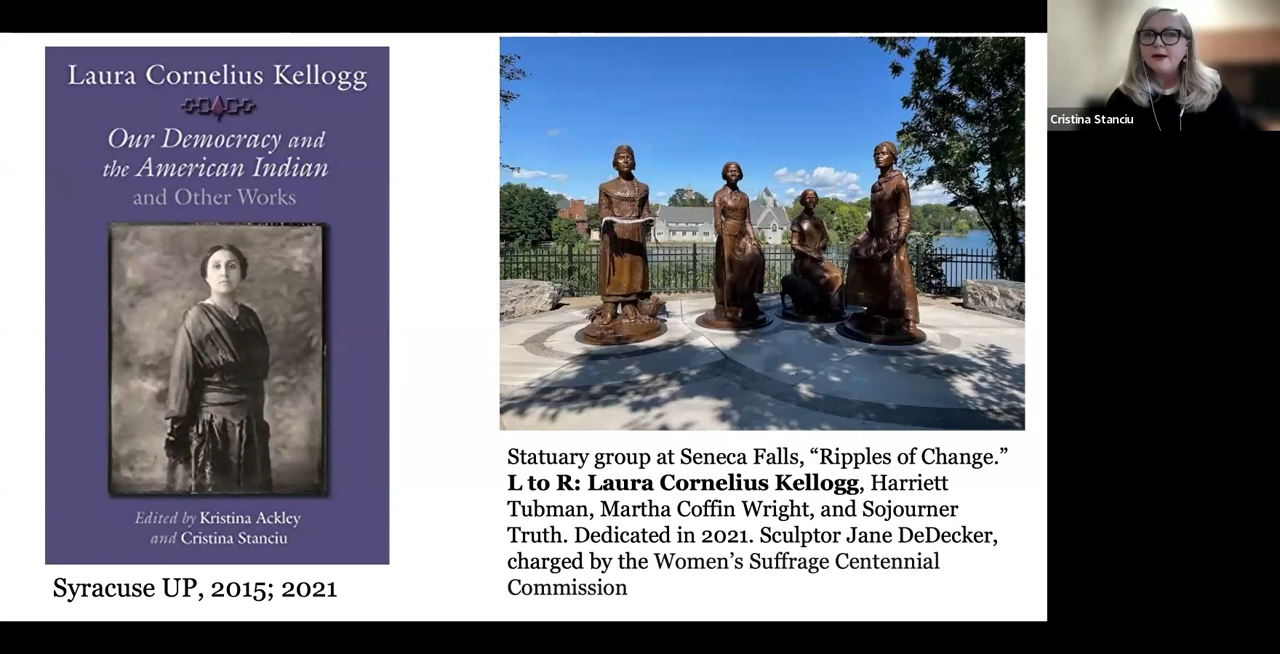 Laura Cornelius Kellogg
Our Democracy and
the American Indian
and Other Works
Edited by Kristina Ackley
and Cristina Stanciu
Syracuse UP, 2015; 2021
Statuary group at Seneca Falls, “Ripples of Change.”
L to R: Laura Cornelius Kellogg, Harriett
Tubman, Martha Coffin Wright, and Sojourner
Truth. Dedicated in 2021. Sculptor Jane DeDecker,
charged by the Women’s Suffrage Centennial
Commission
Cristina Stanciu